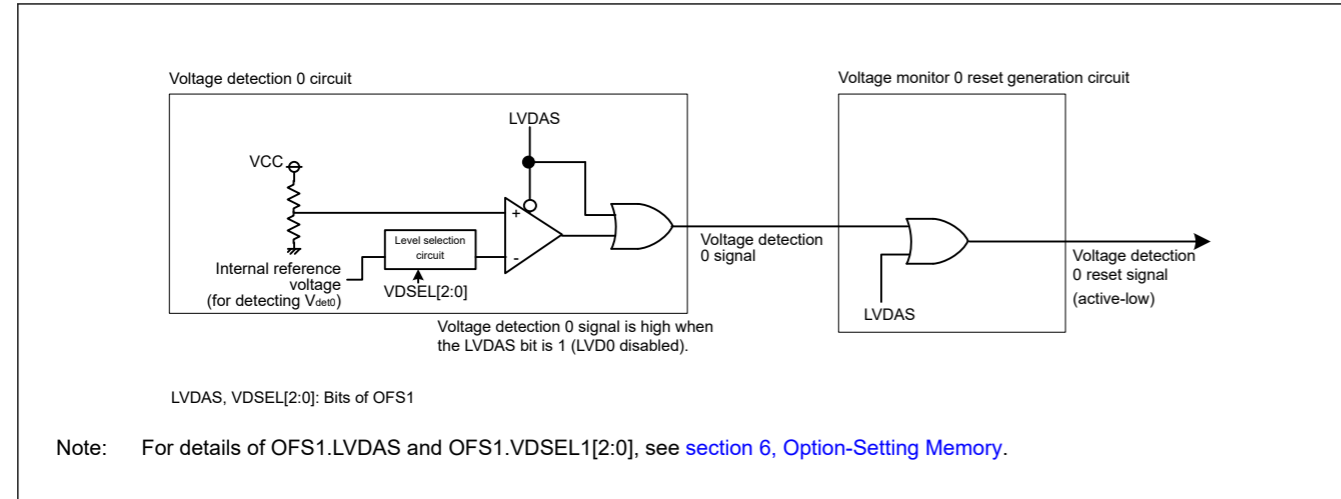 Voltage detection 0 circuit
Voltage monitor 0 reset generation circuit
LVDAS
VCC
+
Level selection
circuit
-
Internal reference
voltage
(for detecting Vdet0)
VDSEL[2:0]
Voltage detection
0 signal
LVDAS
Voltage detection
0 reset signal
(active-low)
Voltage detection 0 signal is high when
the LVDAS bit is 1 (LVD0 disabled).
LVDAS, VDSEL[2:0]: Bits of OFS1
Note: For details of OFS1.LVDAS and OFS1.VDSEL1[2:0], see section 6, Option-Setting Memory.